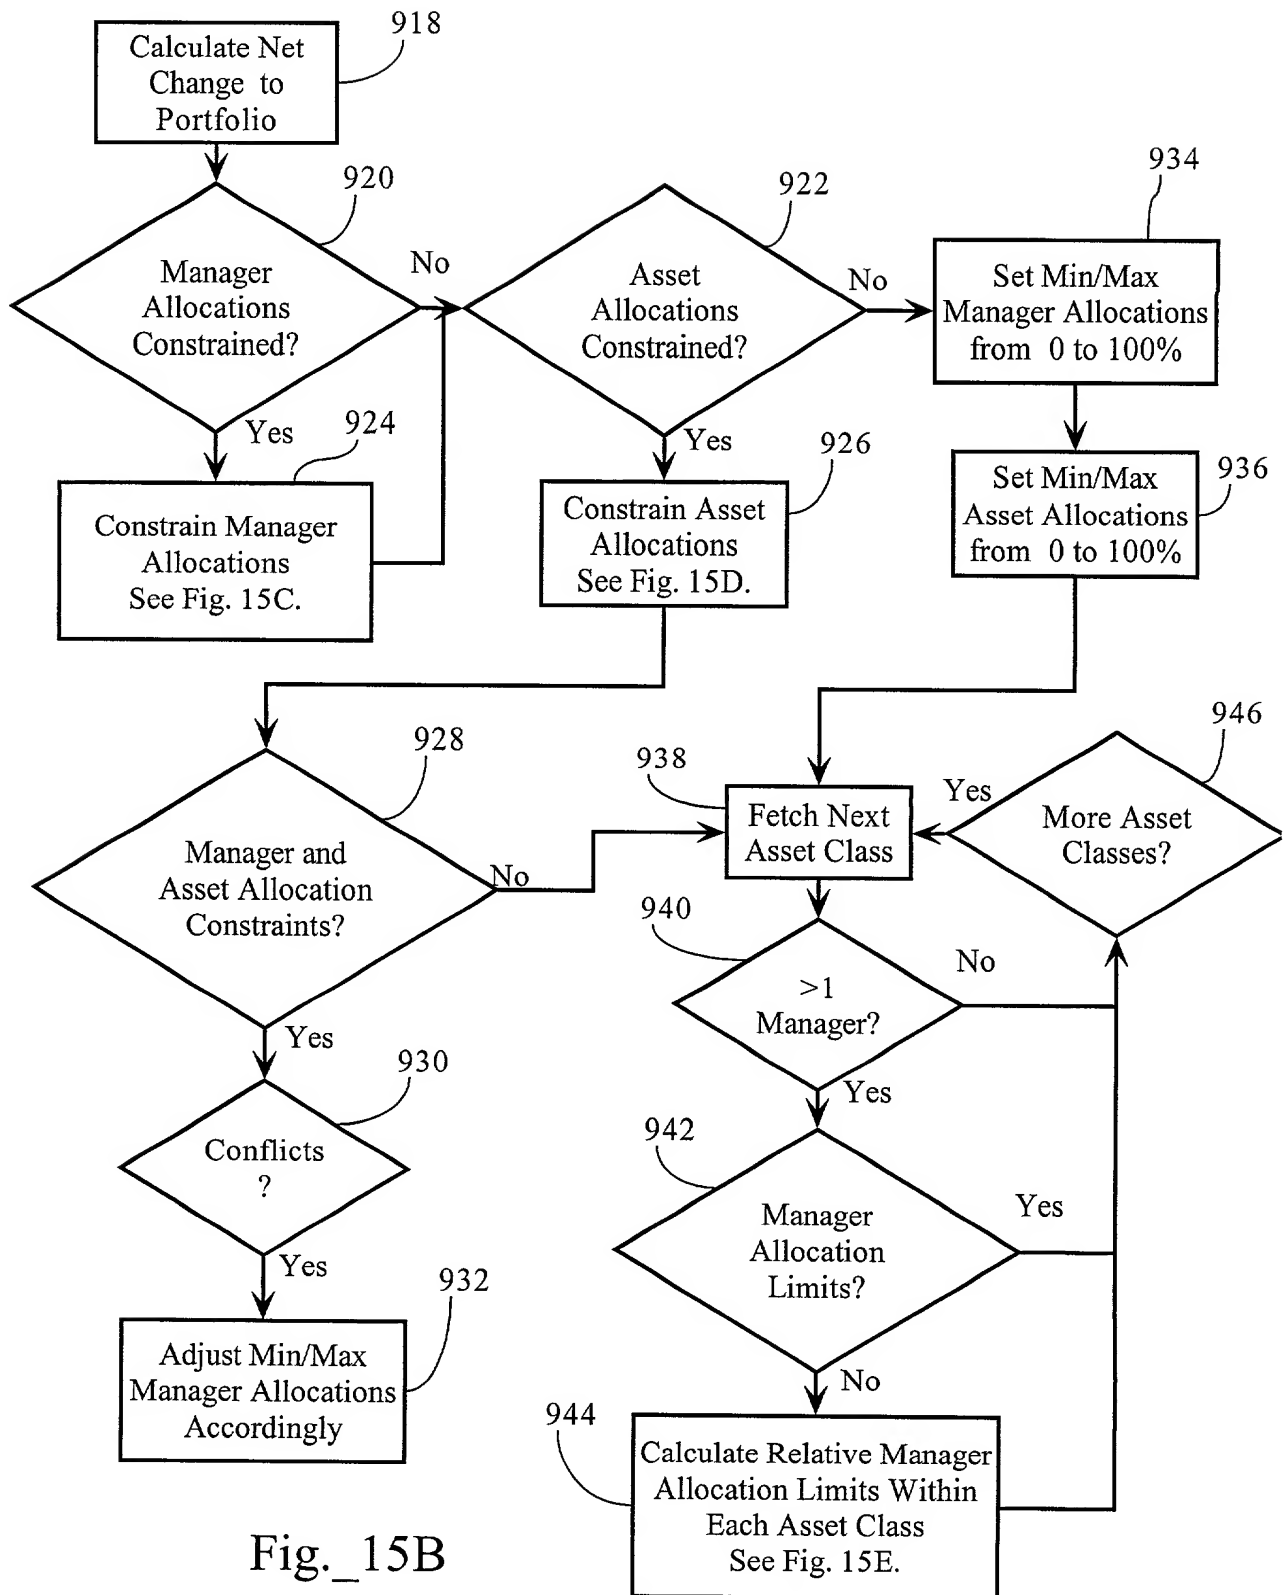 Calculate Net
Change to
Portfolio
918
920
Manager
Allocations
Constrained?
No
Yes
922
Asset
Allocations
Constrained?
No
Yes
934
Set Min/Max
Manager Allocations
from 0 to 100%
924
Constrain Manager
Allocations
See Fig. 15C.
926
Constrain Asset
Allocations
See Fig. 15D.
936
Set Min/Max
Asset Allocations
from 0 to 100%
928
Manager and
Asset Allocation
Constraints?
No
Yes
938
Fetch Next
Asset Class
946
More Asset
Classes?
Yes
940
>1
Manager?
No
Yes
930
Conflicts
?
Yes
942
Manager
Allocation
Limits?
Yes
No
932
Adjust Min/Max
Manager Allocations
Accordingly
944
Calculate Relative Manager
Allocation Limits Within
Each Asset Class
See Fig. 15E.
Fig._15B